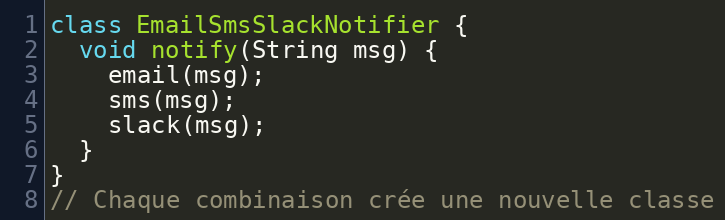 1 class EmailSmsSlackNotifier {
2   void notify(String msg) {
3     email(msg);
4     sms(msg);
5     slack(msg);
6   }
7 }
8 // Chaque combinaison crée une nouvelle classe